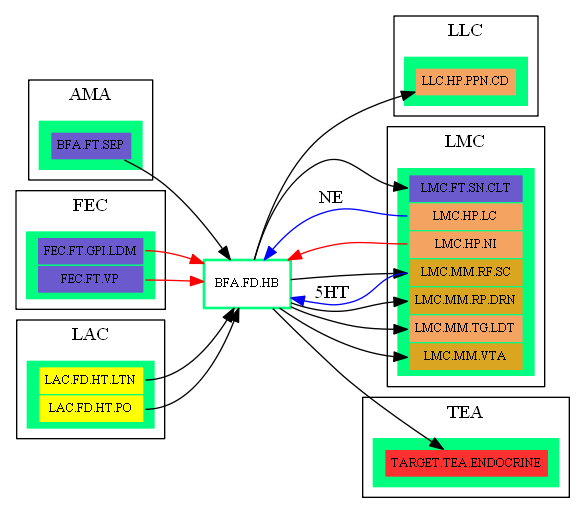 AMA
BFA.FT.SEP
FEC
FEC.FT.GPI.LDM
FEC.FT.VP
LAC
LAC.FD.HT.LTN
LAC.FD.HT.PO
BFA.FD.HB
NE
5HT
LLC
LLC.HP.PPN.CD
LMC
LMC.FT.SN.CLT
LMC.HP.LC
LMC.HP.NI
LMC.MM.RF.SC
LMC.MM.RP.DRN
LMC.MM.TG.LDT
LMC.MM.VTA
TEA
TARGET.TEA.ENDOCRINE